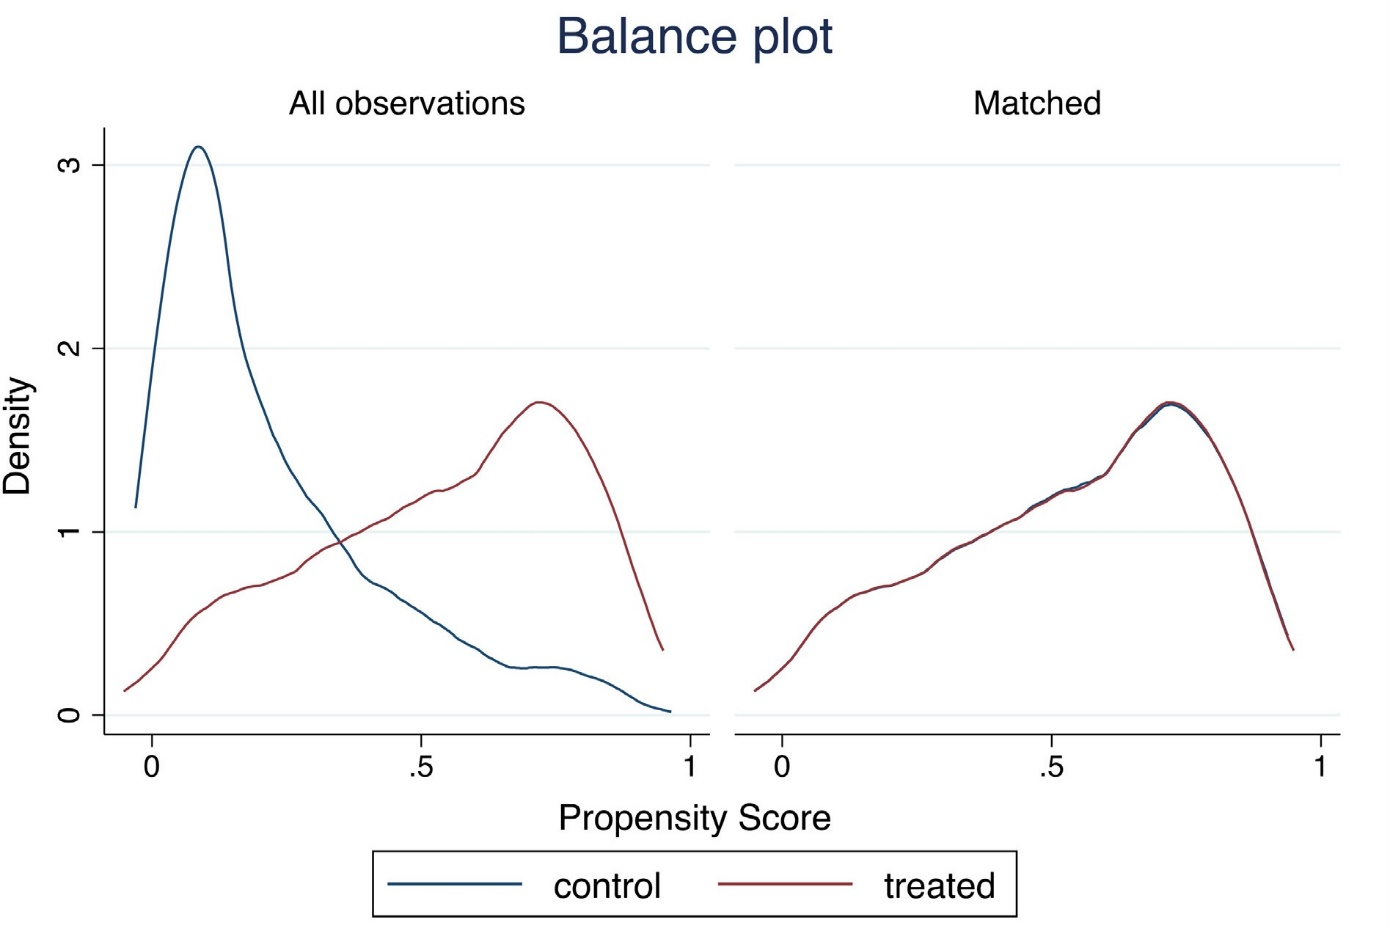 Balance plot
All observations
Matched
Density
3
2
1
0
0 .5 1
0 .5 1
Propensity Score
control treated